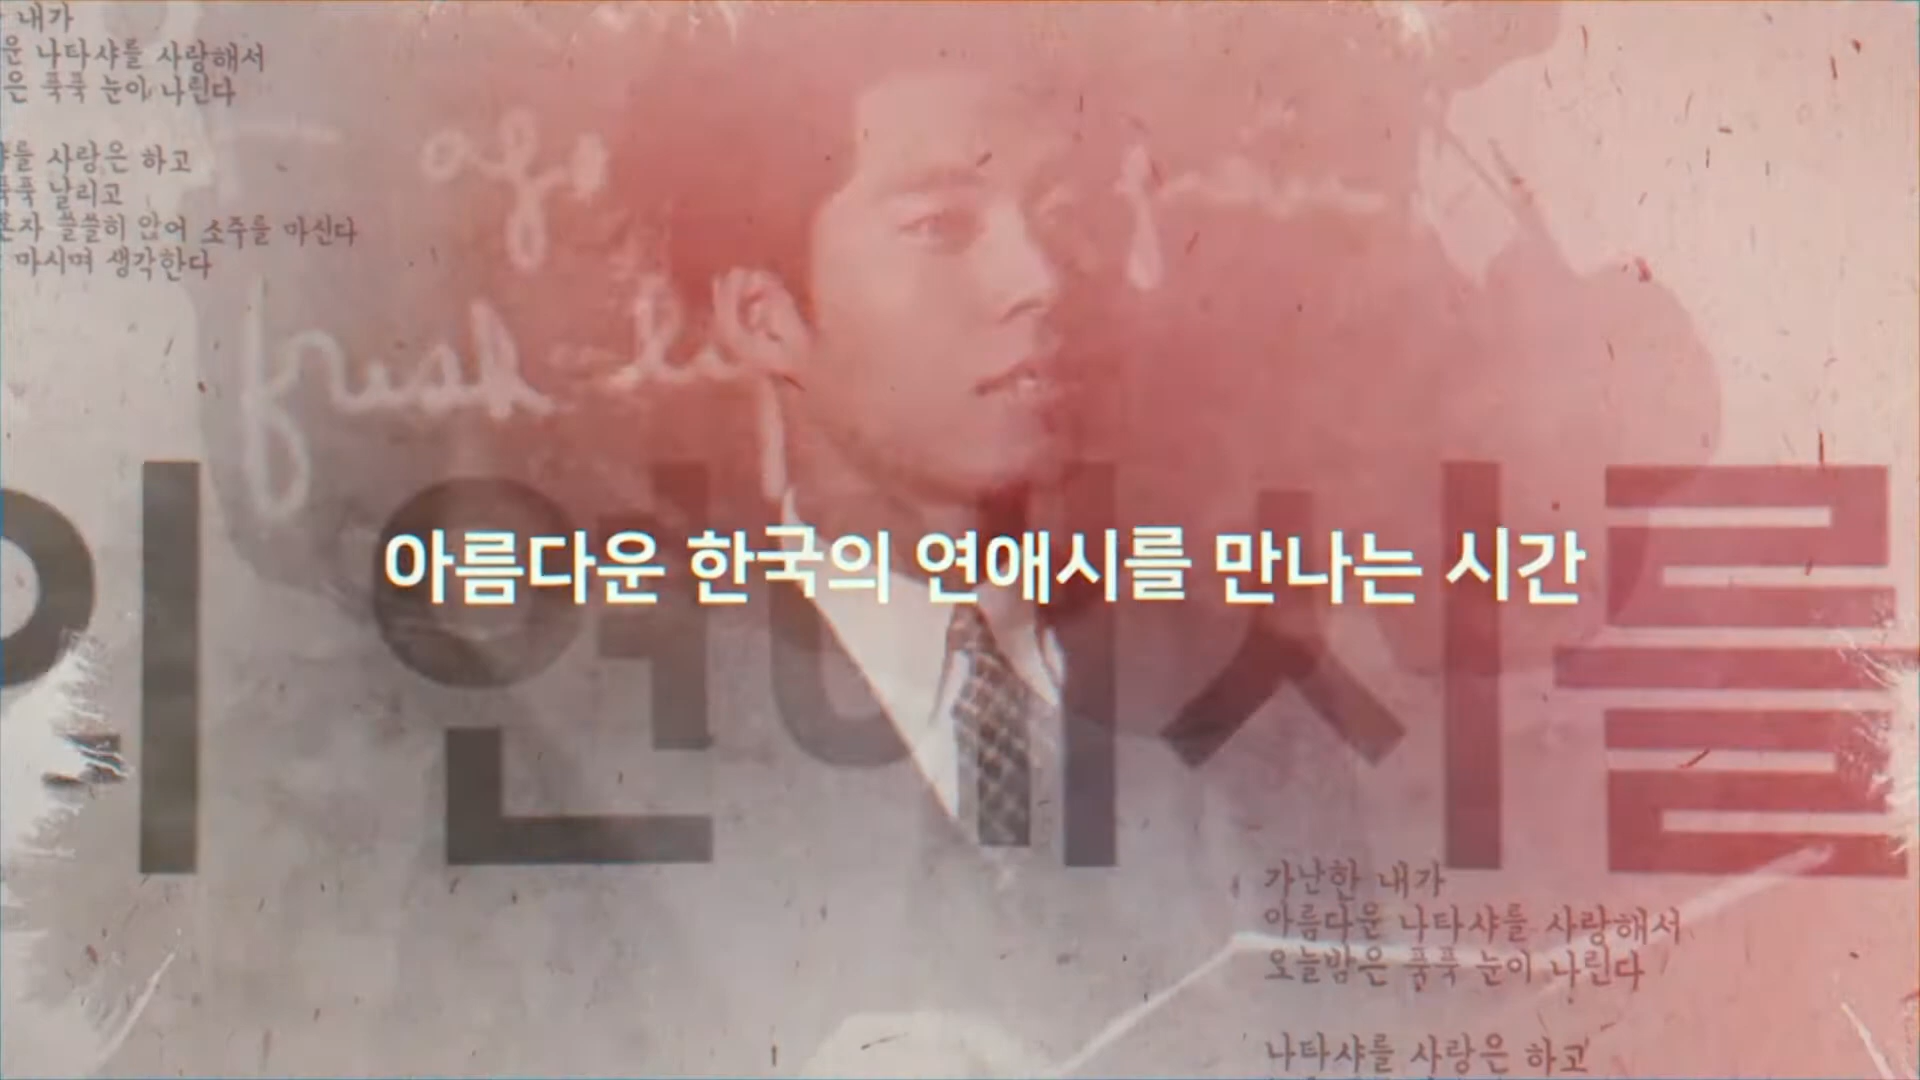 내가
운 나타샤를 사랑해서
은 푹푹 눈이 나린다
를 사랑은 하고
푹푹 날리고
혼자 쓸쓸히 앉어 소주를 마신다
마시며 생각한다
아름다운 한국의 연애시를 만나는 시간
의 연애시를
가난한 내가
아름다운 나타샤를 사랑해서
오늘밤은 푹푹 눈이 나린다
나타샤를 사랑은 하고